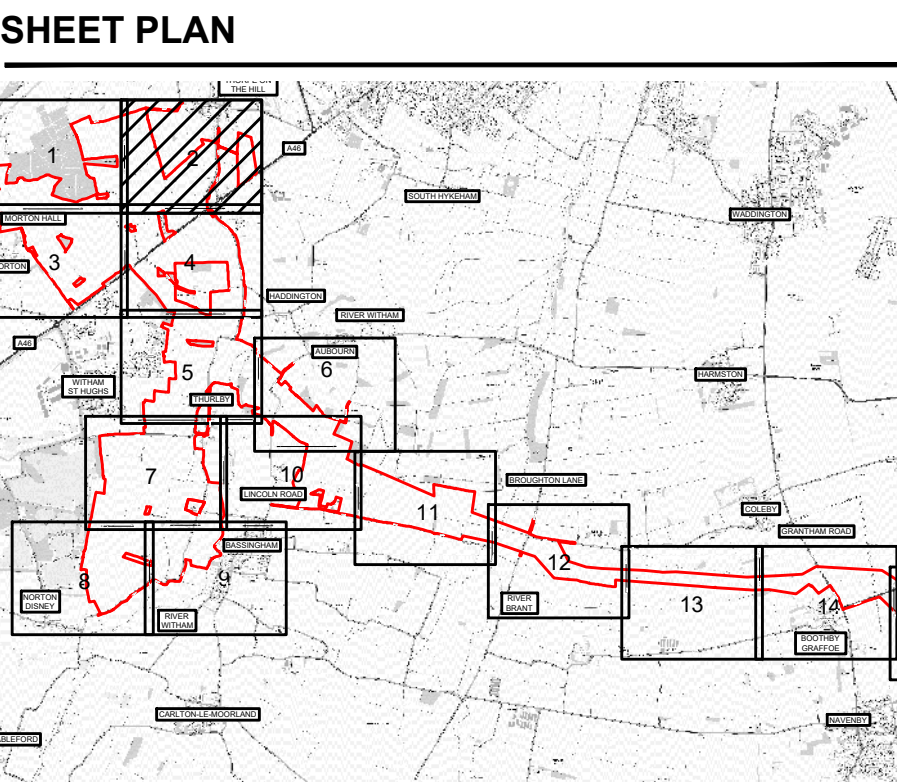 SHEET PLAN
THE HILL
1
2
A46
SOUTH HYKEHAM
WADDINGTON
MORTON HALL
3
4
HADDINGTON
RIVER WITHAM
A46
AUBOURN
6
5
WITHAM
ST HUGHS
THURLBY
HARMSTON
7
10
LINCOLN ROAD
BROUGHTON LANE
11
COLEBY
GRANTHAM ROAD
BASSINGHAM
12
8
9
NORTON
DISNEY
RIVER
WITHAM
RIVER
BRANT
13
14
BOOTHBY
GRAFFOE
CARLTON-LE-MOORLAND
NAVENBY